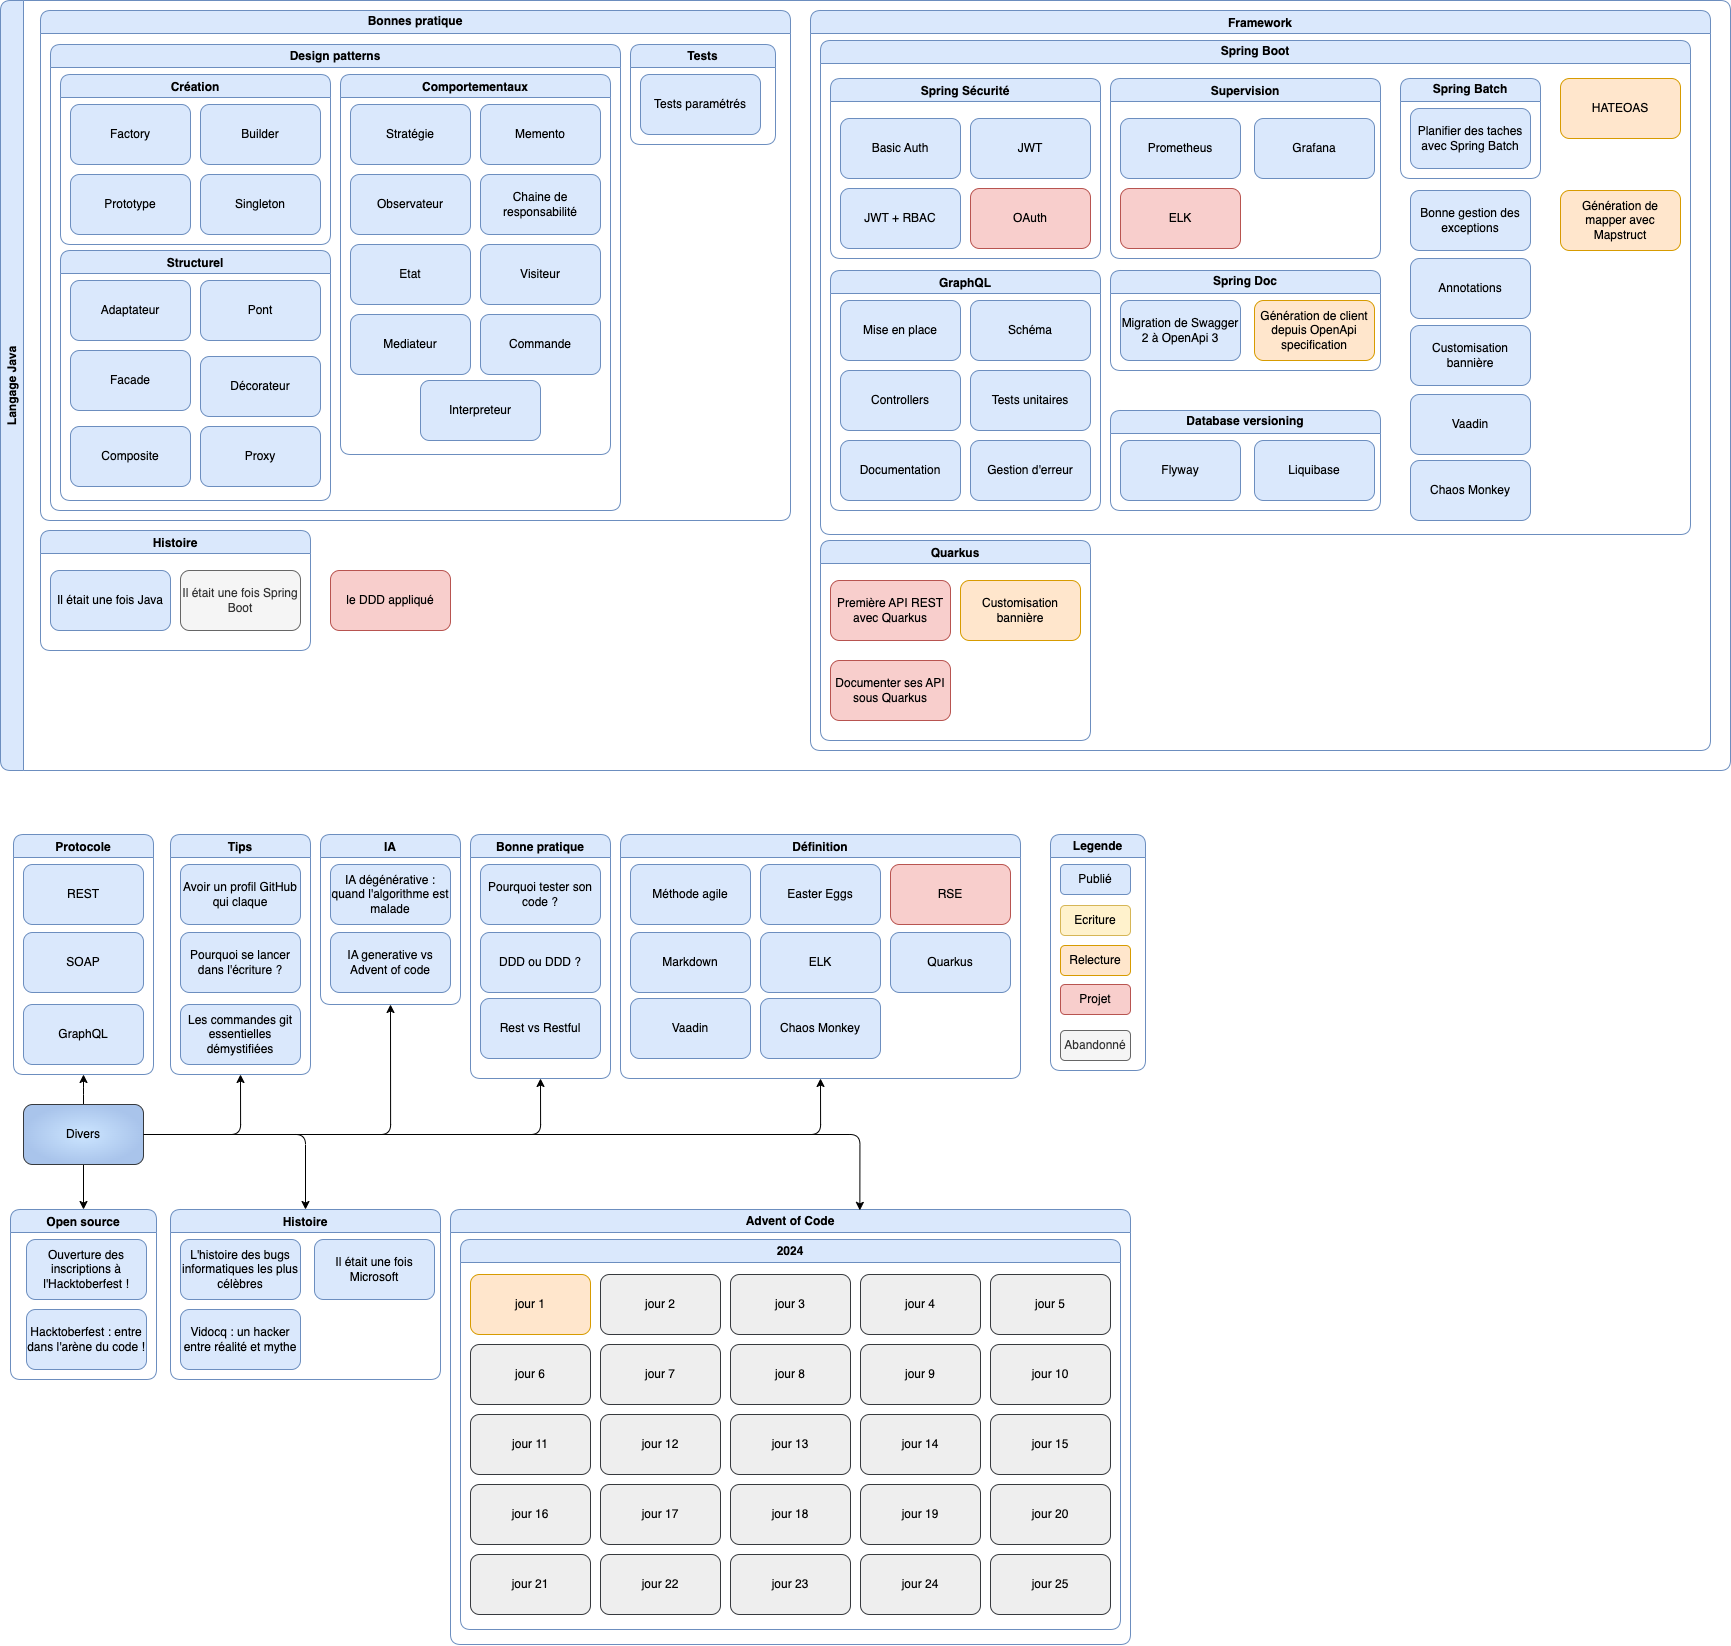 Langage Java
Bonnes pratique
Design patterns
Création
Factory
Builder
Prototype
Singleton
Structurel
Adaptateur
Pont
Facade
Décorateur
Composite
Proxy
Comportementaux
Stratégie
Memento
Observateur
Chaine de
responsabilité
Etat
Visiteur
Mediateur
Commande
Interpreteur
Tests
Tests paramétrés
Histoire
Il était une fois Java
Il était une fois Spring
Boot
le DDD appliqué
Framework
Spring Boot
Spring Sécurité
Basic Auth
JWT
JWT + RBAC
OAuth
Supervision
Prometheus
Grafana
ELK
Spring Batch
Planifier des taches
avec Spring Batch
HATEOAS
Bonne gestion des
exceptions
Génération de
mapper avec
Mapstruct
Annotations
Customisation
bannière
Vaadin
Chaos Monkey
GraphQL
Mise en place
Schéma
Controllers
Tests unitaires
Documentation
Gestion d'erreur
Spring Doc
Migration de Swagger
2 à OpenApi 3
Génération de client
depuis OpenApi
specification
Database versioning
Flyway
Liquibase
Quarkus
Première API REST
avec Quarkus
Customisation
bannière
Documenter ses API
sous Quarkus
Protocole
REST
SOAP
GraphQL
Tips
Avoir un profil GitHub
qui claque
Pourquoi se lancer
dans l'écriture ?
Les commandes git
essentielles
démystifiées
IA
IA dégénérative :
quand l'algorithme est
malade
IA generative vs
Advent of code
Bonne pratique
Pourquoi tester son
code ?
DDD ou DDD ?
Rest vs Restful
Définition
Méthode agile
Easter Eggs
RSE
Markdown
ELK
Quarkus
Vaadin
Chaos Monkey
Legende
Publié
Ecriture
Relecture
Projet
Abandonné
Divers
Open source
Ouverture des
inscriptions à
l'Hacktoberfest !
Hacktoberfest : entre
dans l'arène du code !
Histoire
L'histoire des bugs
informatiques les plus
célèbres
Il était une fois
Microsoft
Vidocq : un hacker
entre réalité et mythe
Advent of Code
2024
jour 1
jour 2
jour 3
jour 4
jour 5
jour 6
jour 7
jour 8
jour 9
jour 10
jour 11
jour 12
jour 13
jour 14
jour 15
jour 16
jour 17
jour 18
jour 19
jour 20
jour 21
jour 22
jour 23
jour 24
jour 25